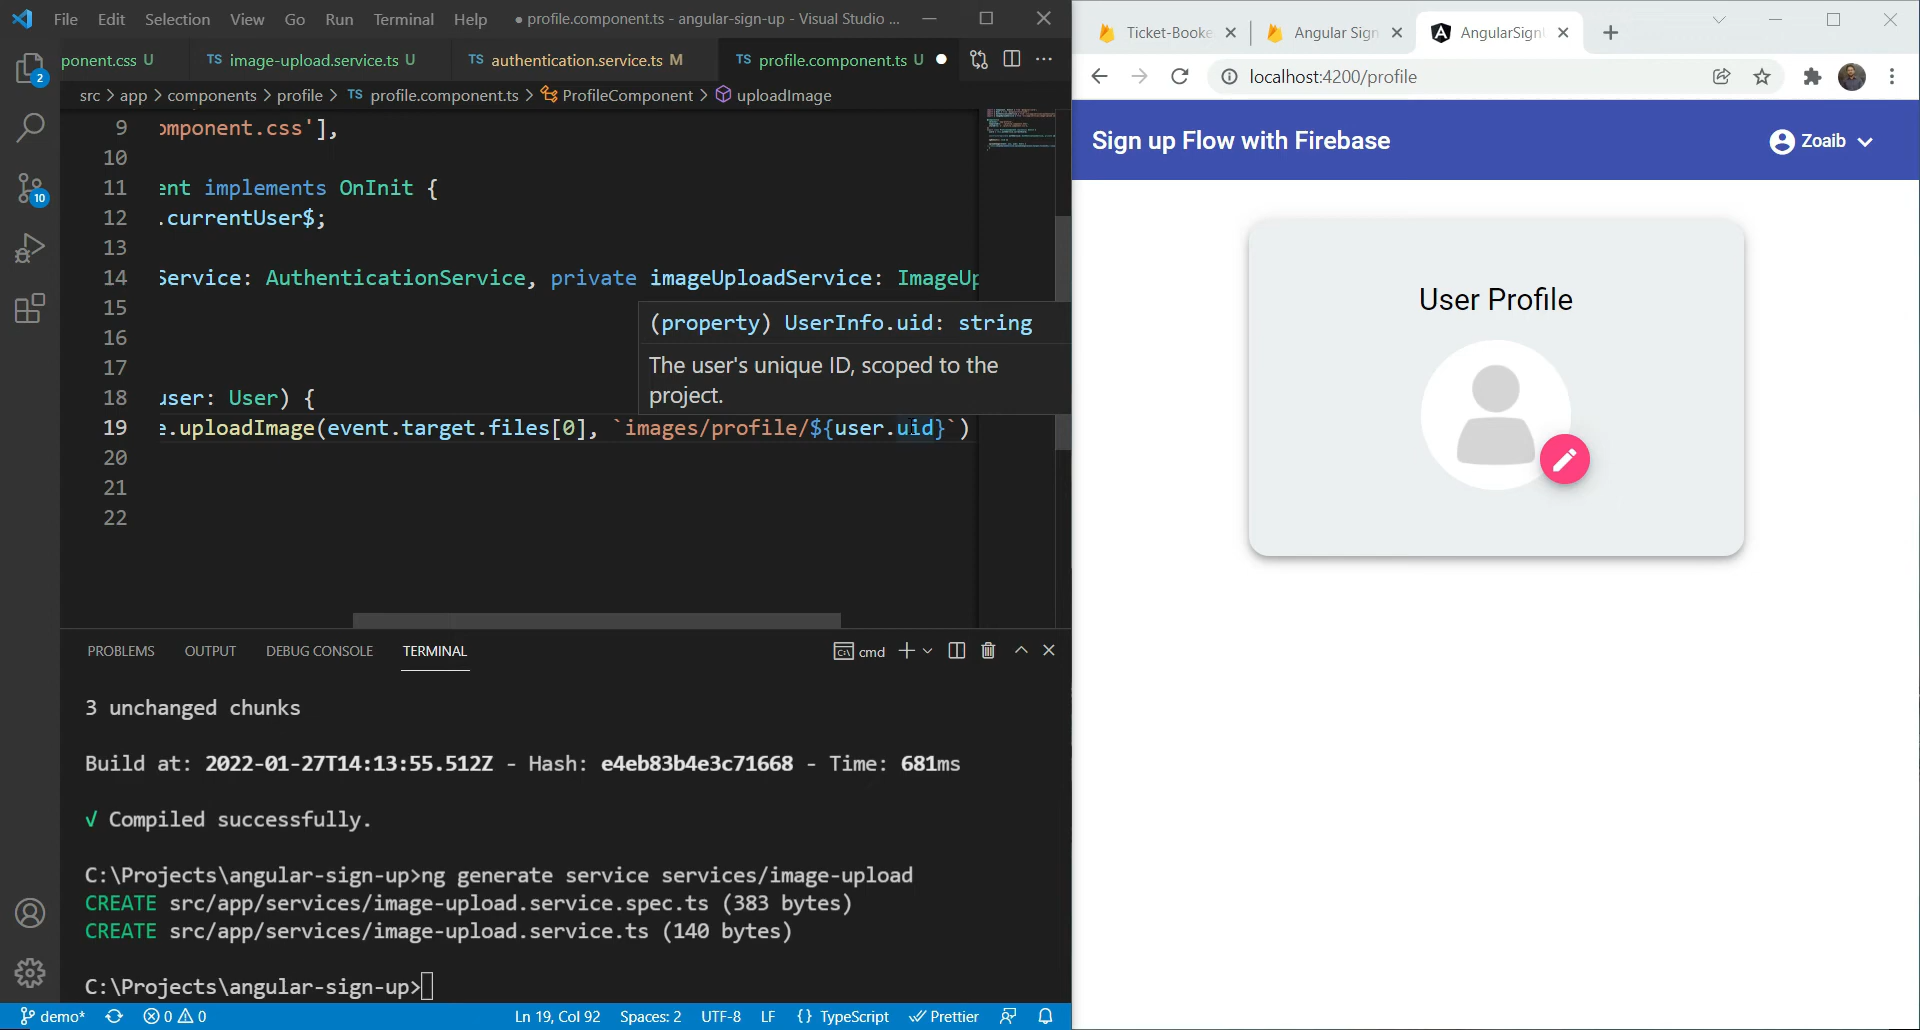 File Edit Selection View Go Run Terminal Help
● profile.component.ts - angular-sign-up - Visual Studio ...
ponent.css U
TS image-upload.service.ts U
TS authentication.service.ts M
TS profile.component.ts U
src > app > components > profile > TS profile.component.ts > ProfileComponent > uploadImage
9 omponent.css'],
10
11 ent implements OnInit {
12 .currentUser$;
13
14 Service: AuthenticationService, private imageUploadService: ImageUp
15
(property) UserInfo.uid: string
16
The user's unique ID, scoped to the
project.
17
18 user: User) {
19 e.uploadImage(event.target.files[0], `images/profile/${user.uid}`)
20
21
22
PROBLEMS OUTPUT DEBUG CONSOLE TERMINAL
cmd
3 unchanged chunks
Build at: 2022-01-27T14:13:55.512Z - Hash: e4eb83b4e3c71668 - Time: 681ms
√ Compiled successfully.
C:\Projects\angular-sign-up>ng generate service services/image-upload
CREATE src/app/services/image-upload.service.spec.ts (383 bytes)
CREATE src/app/services/image-upload.service.ts (140 bytes)
C:\Projects\angular-sign-up>
2
10
demo* 0 0 Ln 19, Col 92 Spaces: 2 UTF-8 LF {} TypeScript Prettier
Ticket-Booke
Angular Sign
AngularSign
localhost:4200/profile
Sign up Flow with Firebase
Zoaib
User Profile